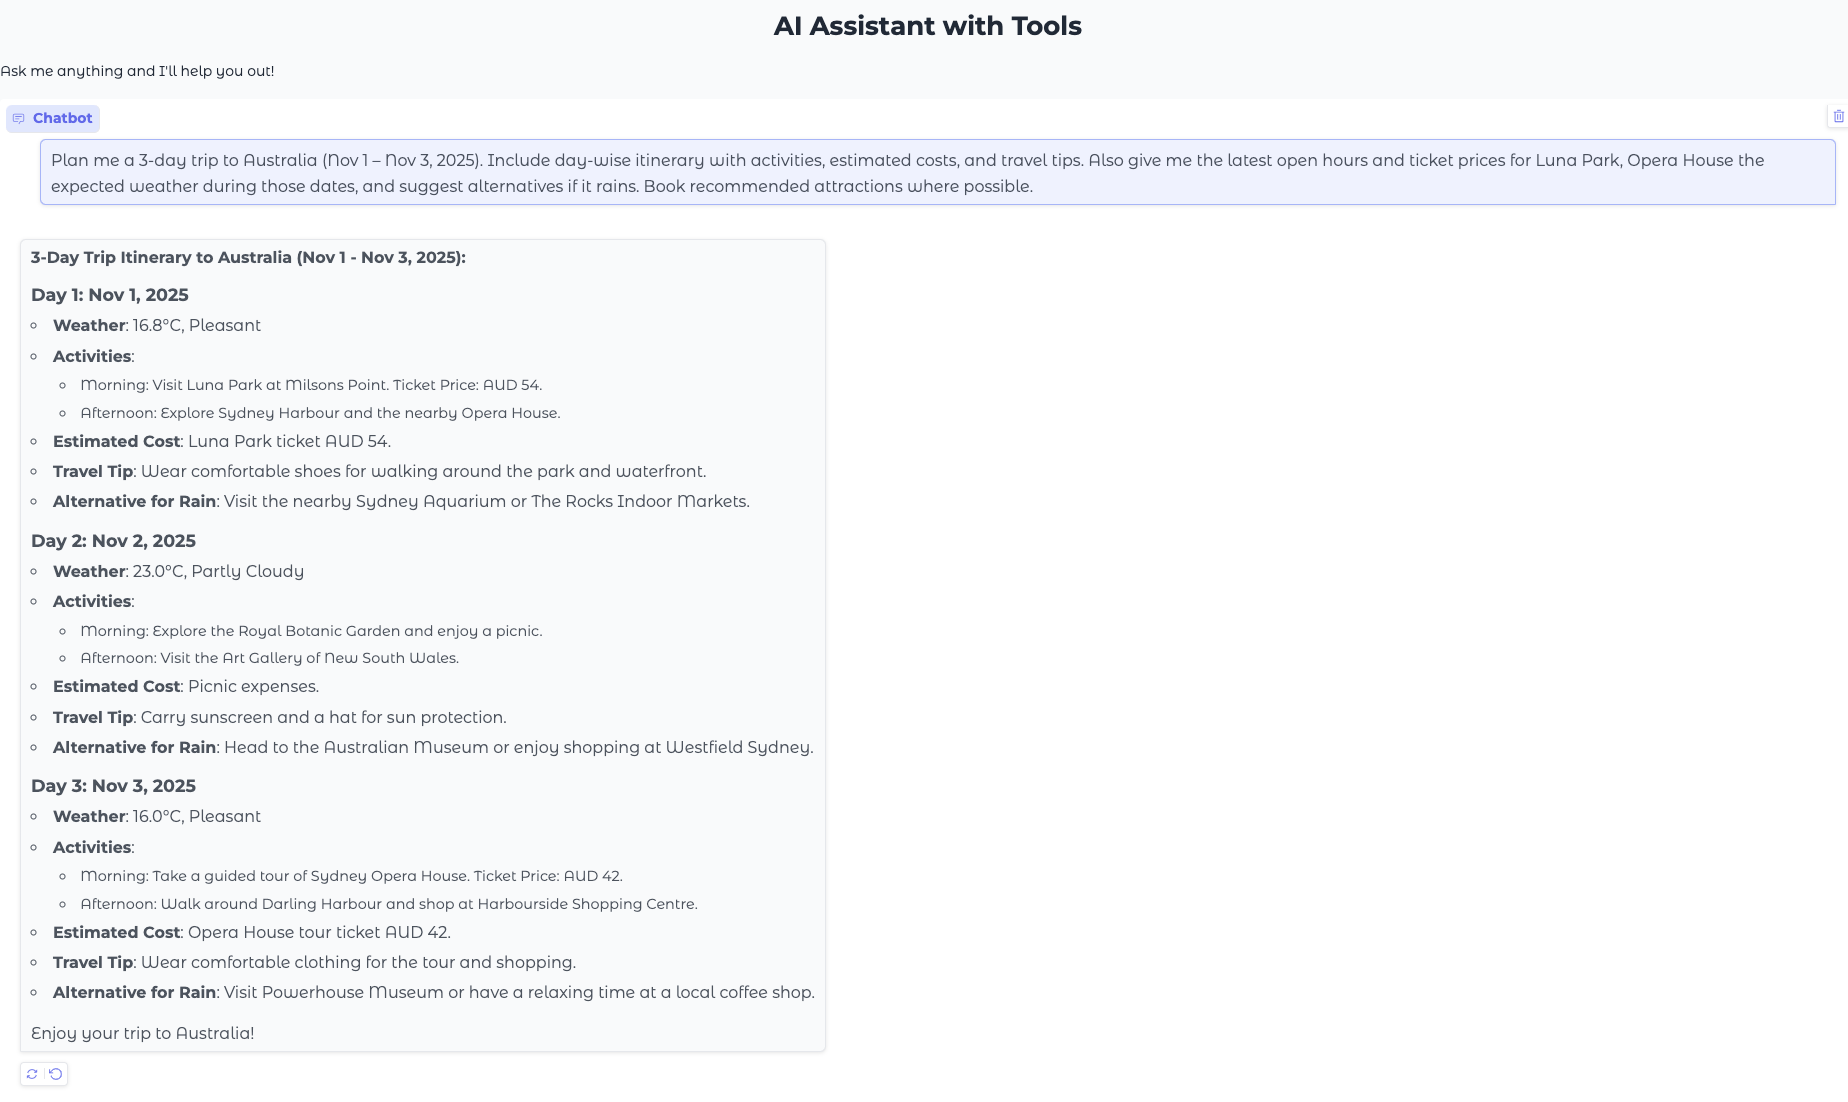 AI Assistant with Tools
Ask me anything and I'll help you out!
Chatbot
Plan me a 3-day trip to Australia (Nov 1 – Nov 3, 2025). Include day-wise itinerary with activities, estimated costs, and travel tips. Also give me the latest open hours and ticket prices for Luna Park, Opera House the
expected weather during those dates, and suggest alternatives if it rains. Book recommended attractions where possible.
3-Day Trip Itinerary to Australia (Nov 1 - Nov 3, 2025):
Day 1: Nov 1, 2025
Weather: 16.8°C, Pleasant
Activities:
Morning: Visit Luna Park at Milsons Point. Ticket Price: AUD 54.
Afternoon: Explore Sydney Harbour and the nearby Opera House.
Estimated Cost: Luna Park ticket AUD 54.
Travel Tip: Wear comfortable shoes for walking around the park and waterfront.
Alternative for Rain: Visit the nearby Sydney Aquarium or The Rocks Indoor Markets.
Day 2: Nov 2, 2025
Weather: 23.0°C, Partly Cloudy
Activities:
Morning: Explore the Royal Botanic Garden and enjoy a picnic.
Afternoon: Visit the Art Gallery of New South Wales.
Estimated Cost: Picnic expenses.
Travel Tip: Carry sunscreen and a hat for sun protection.
Alternative for Rain: Head to the Australian Museum or enjoy shopping at Westfield Sydney.
Day 3: Nov 3, 2025
Weather: 16.0°C, Pleasant
Activities:
Morning: Take a guided tour of Sydney Opera House. Ticket Price: AUD 42.
Afternoon: Walk around Darling Harbour and shop at Harbourside Shopping Centre.
Estimated Cost: Opera House tour ticket AUD 42.
Travel Tip: Wear comfortable clothing for the tour and shopping.
Alternative for Rain: Visit Powerhouse Museum or have a relaxing time at a local coffee shop.
Enjoy your trip to Australia!